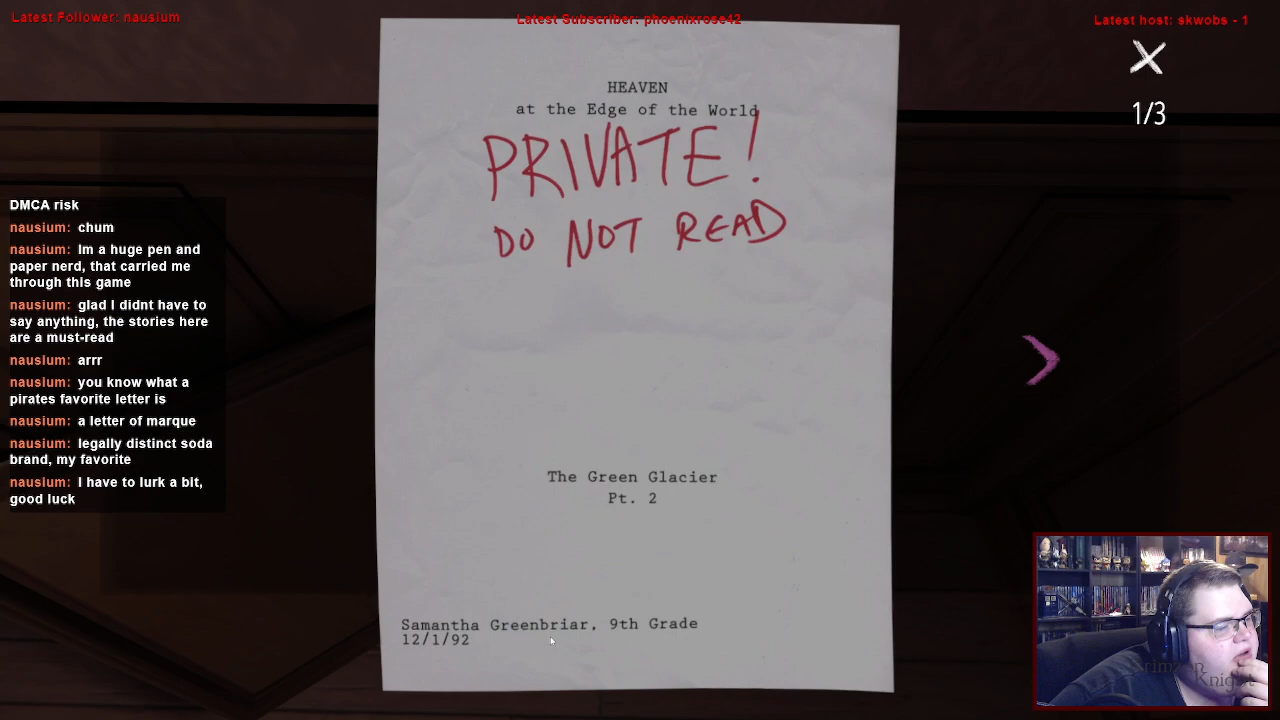 Latest Follower: nausium
Latest Subscriber: phoenixrose42
Latest host: skwobs - 1
1/3
HEAVEN
at the Edge of the World
PRIVATE!
DO NOT READ
The Green Glacier
Pt. 2
Samantha Greenbriar, 9th Grade
12/1/92
DMCA risk
nausium: chum
nausium: Im a huge pen and
paper nerd, that carried me
through this game
nausium: glad I didnt have to
say anything, the stories here
are a must-read
nausium: arrr
nausium: you know what a
pirates favorite letter is
nausium: a letter of marque
nausium: legally distinct soda
brand, my favorite
nausium: I have to lurk a bit,
good luck
Crimson
Knight